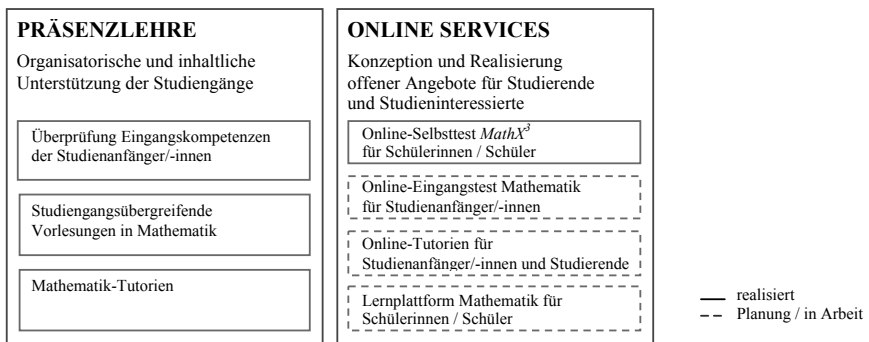 PRÄSENZLEHRE
Organisatorische und inhaltliche
Unterstützung der Studiengänge
Überprüfung Eingangskompetenzen
der Studienanfänger/-innen
Studiengangsübergreifende
Vorlesungen in Mathematik
Mathematik-Tutorien
ONLINE SERVICES
Konzeption und Realisierung
offener Angebote für Studierende
und Studieninteressierte
Online-Selbsttest MathX³
für Schülerinnen / Schüler
Online-Eingangstest Mathematik
für Studienanfänger/-innen
Online-Tutorien für
Studienanfänger/-innen und Studierende
Lernplattform Mathematik für
Schülerinnen / Schüler
realisiert
Planung / in Arbeit